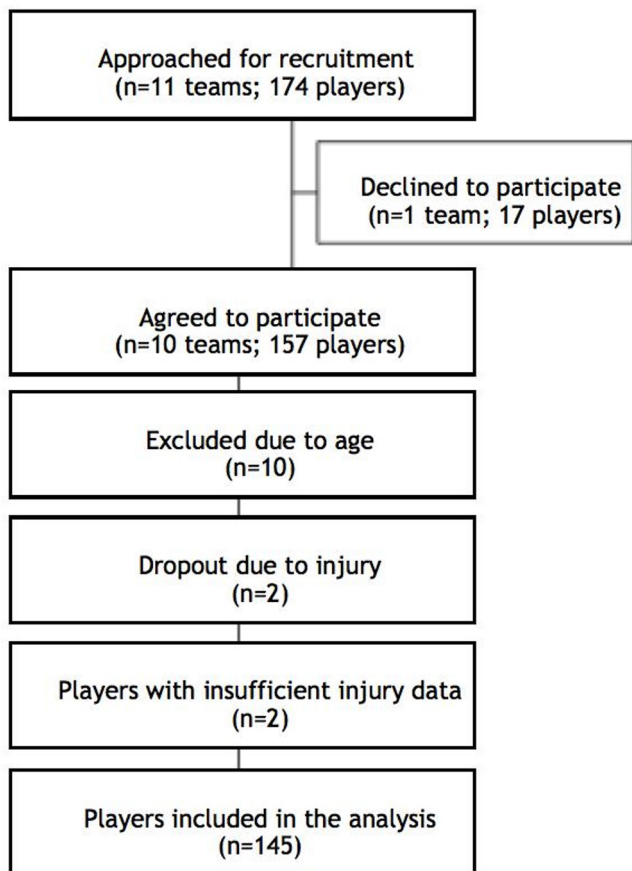 Approached for recruitment
(n=11 teams; 174 players)
Declined to participate
(n=1 team; 17 players)
Agreed to participate
(n=10 teams; 157 players)
Excluded due to age
(n=10)
Dropout due to injury
(n=2)
Players with insufficient injury data
(n=2)
Players included in the analysis
(n=145)